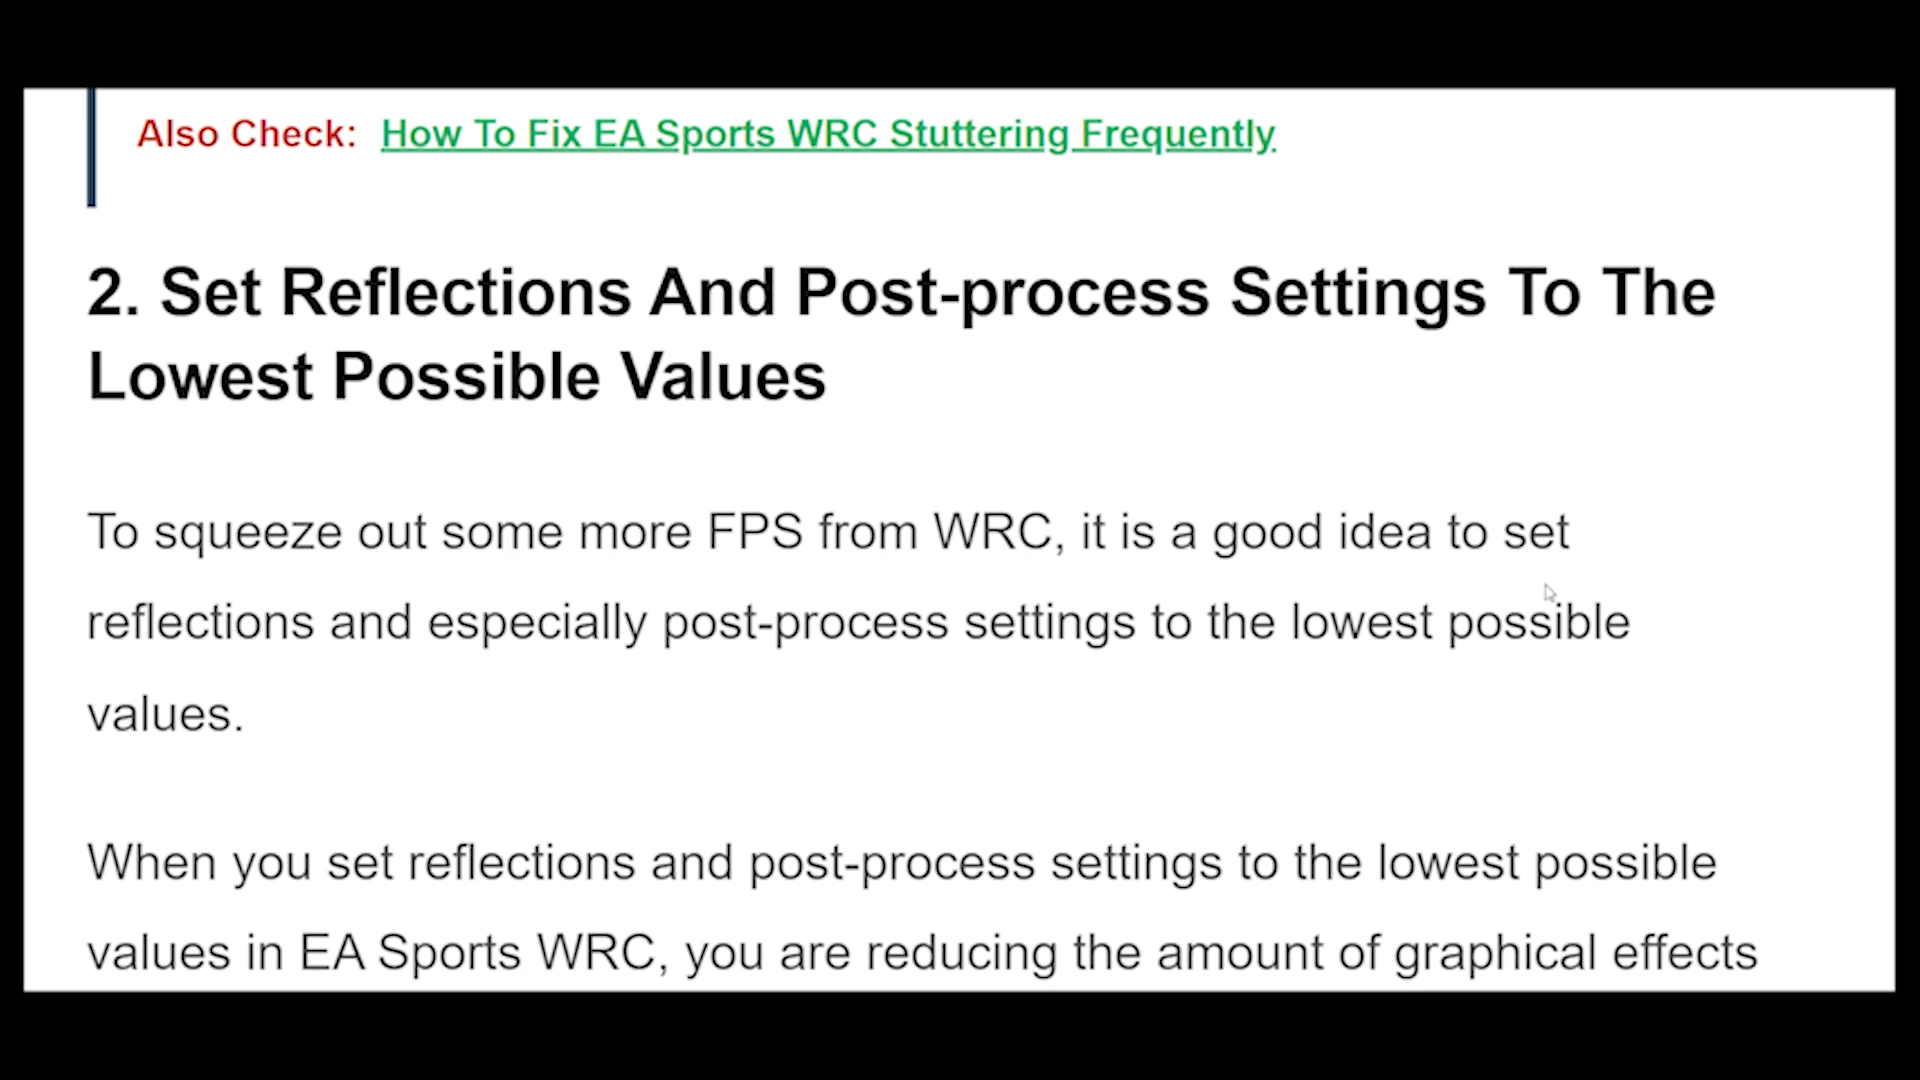 Also Check: How To Fix EA Sports WRC Stuttering Frequently
2. Set Reflections And Post-process Settings To The
Lowest Possible Values
To squeeze out some more FPS from WRC, it is a good idea to set
reflections and especially post-process settings to the lowest possible
values.
When you set reflections and post-process settings to the lowest possible
values in EA Sports WRC, you are reducing the amount of graphical effects